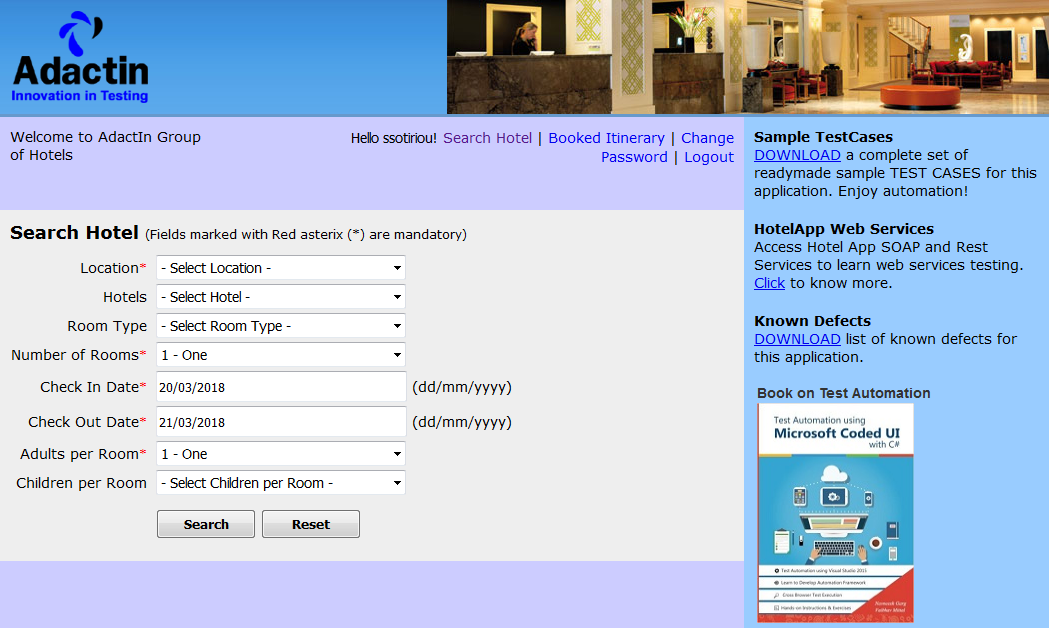 Adactin
Innovation in Testing
Welcome to AdactIn Group
of Hotels
Hello ssotiriou! Search Hotel | Booked Itinerary | Change
Password | Logout
Search Hotel (Fields marked with Red asterix (*) are mandatory)
Location* - Select Location -
Hotels - Select Hotel -
Room Type - Select Room Type -
Number of Rooms* 1 - One
Check In Date* 20/03/2018 (dd/mm/yyyy)
Check Out Date* 21/03/2018 (dd/mm/yyyy)
Adults per Room* 1 - One
Children per Room - Select Children per Room -
Search Reset
Sample TestCases
DOWNLOAD a complete set of
readymade sample TEST CASES for this
application. Enjoy automation!
HotelApp Web Services
Access Hotel App SOAP and Rest
Services to learn web services testing.
Click to know more.
Known Defects
DOWNLOAD list of known defects for
this application.
Book on Test Automation
Test Automation using
Microsoft Coded UI
with C#
Test Automation using Visual Studio 2015
Learn to Develop Automation Framework
Cross Browser Test Execution
Hands-on Instructions & Exercises